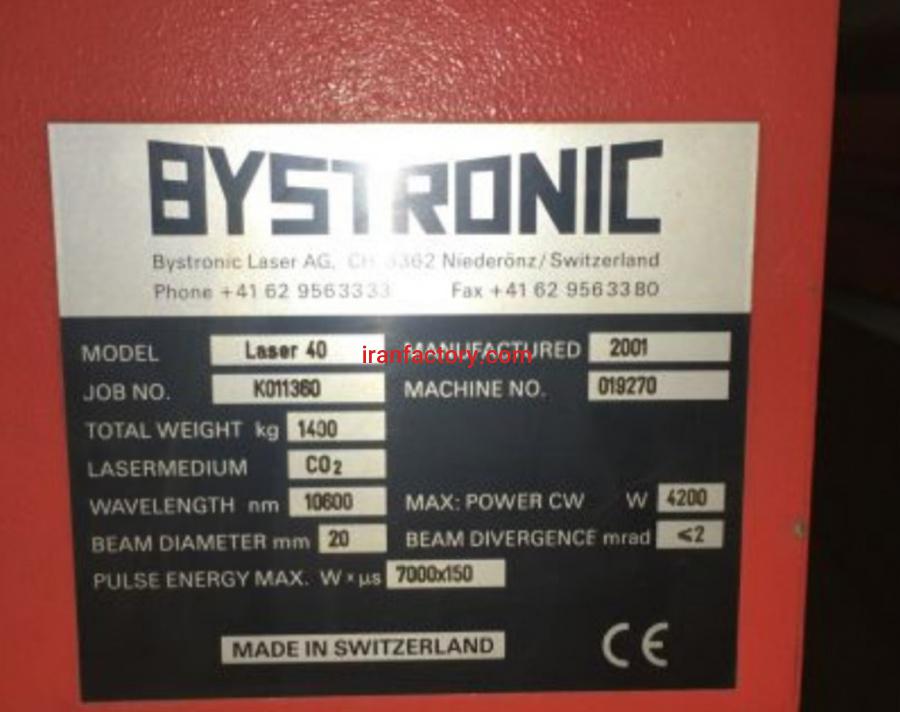 BYSTRONIC
Bystronic Laser AG, CH 3362 Niederönz/Switzerland
Phone +41 62 9563333 Fax +41 62 9563380
MODEL Laser 40 MANUFACTURED 2001
iranfactory.com
JOB NO. K011360 MACHINE NO. 019270
TOTAL WEIGHT kg 1400
LASERMEDIUM CO2
WAVELENGTH nm 10600 MAX: POWER CW W 4200
BEAM DIAMETER mm 20 BEAM DIVERGENCE mrad ⩽2
PULSE ENERGY MAX. W×µs 7000x150
MADE IN SWITZERLAND CE